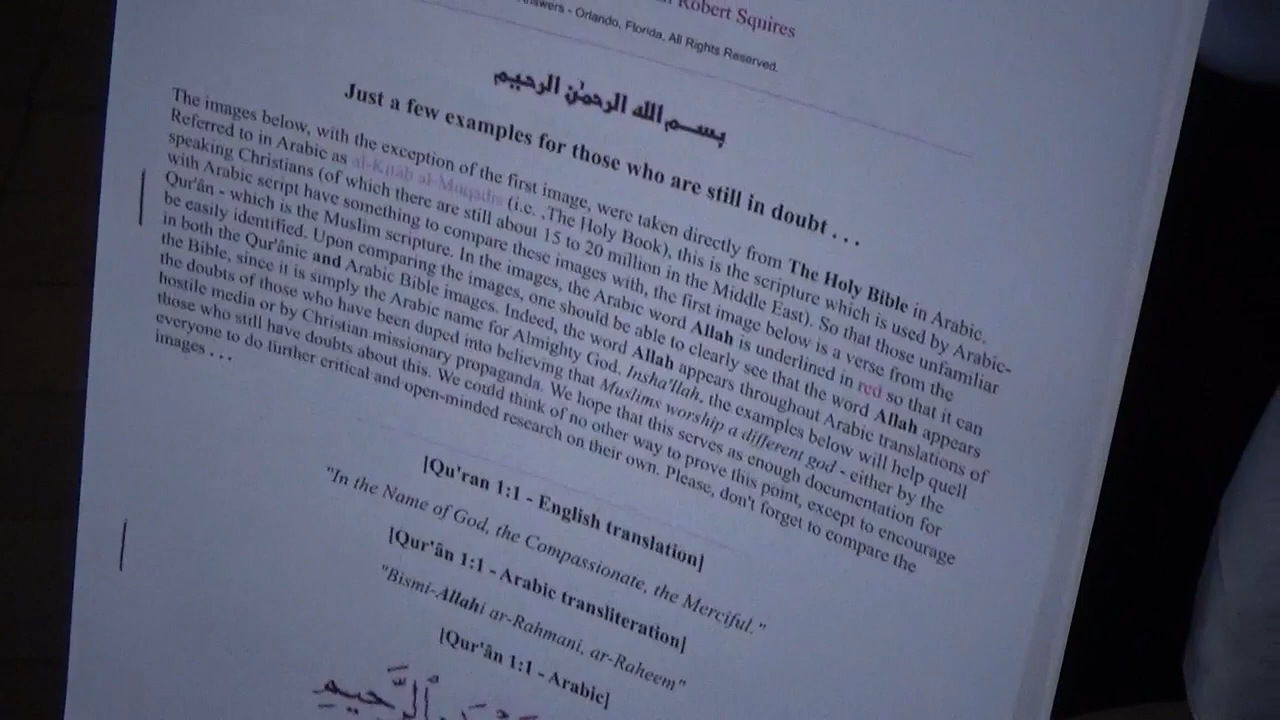 Robert Squires
Answers - Orlando, Florida, All Rights Reserved.
بسم الله الرحمٰن الرحيم
Just a few examples for those who are still in doubt . . .
The images below, with the exception of the first image, were taken directly from The Holy Bible in Arabic.
Referred to in Arabic as al-Kitâb al-Muqadis (i.e. ,The Holy Book), this is the scripture which is used by Arabic-
speaking Christians (of which there are still about 15 to 20 million in the Middle East). So that those unfamiliar
with Arabic script have something to compare these images with, the first image below is a verse from the
Qur'ân - which is the Muslim scripture. In the images, the Arabic word Allah is underlined in red so that it can
be easily identified. Upon comparing the images, one should be able to clearly see that the word Allah appears
in both the Qur'ânic and Arabic Bible images. Indeed, the word Allah appears throughout Arabic translations of
the Bible, since it is simply the Arabic name for Almighty God. Insha'llah, the examples below will help quell
the doubts of those who have been duped into believing that Muslims worship a different god - either by the
hostile media or by Christian missionary propaganda. We hope that this serves as enough documentation for
those who still have doubts about this. We could think of no other way to prove this point, except to encourage
everyone to do further critical and open-minded research on their own. Please, don't forget to compare the
images . . .
[Qu'ran 1:1 - English translation]
"In the Name of God, the Compassionate, the Merciful."
[Qur'ân 1:1 - Arabic transliteration]
"Bismi-Allahi ar-Rahmani, ar-Raheem"
[Qur'ân 1:1 - Arabic]
ٱلرَّحِيمِ